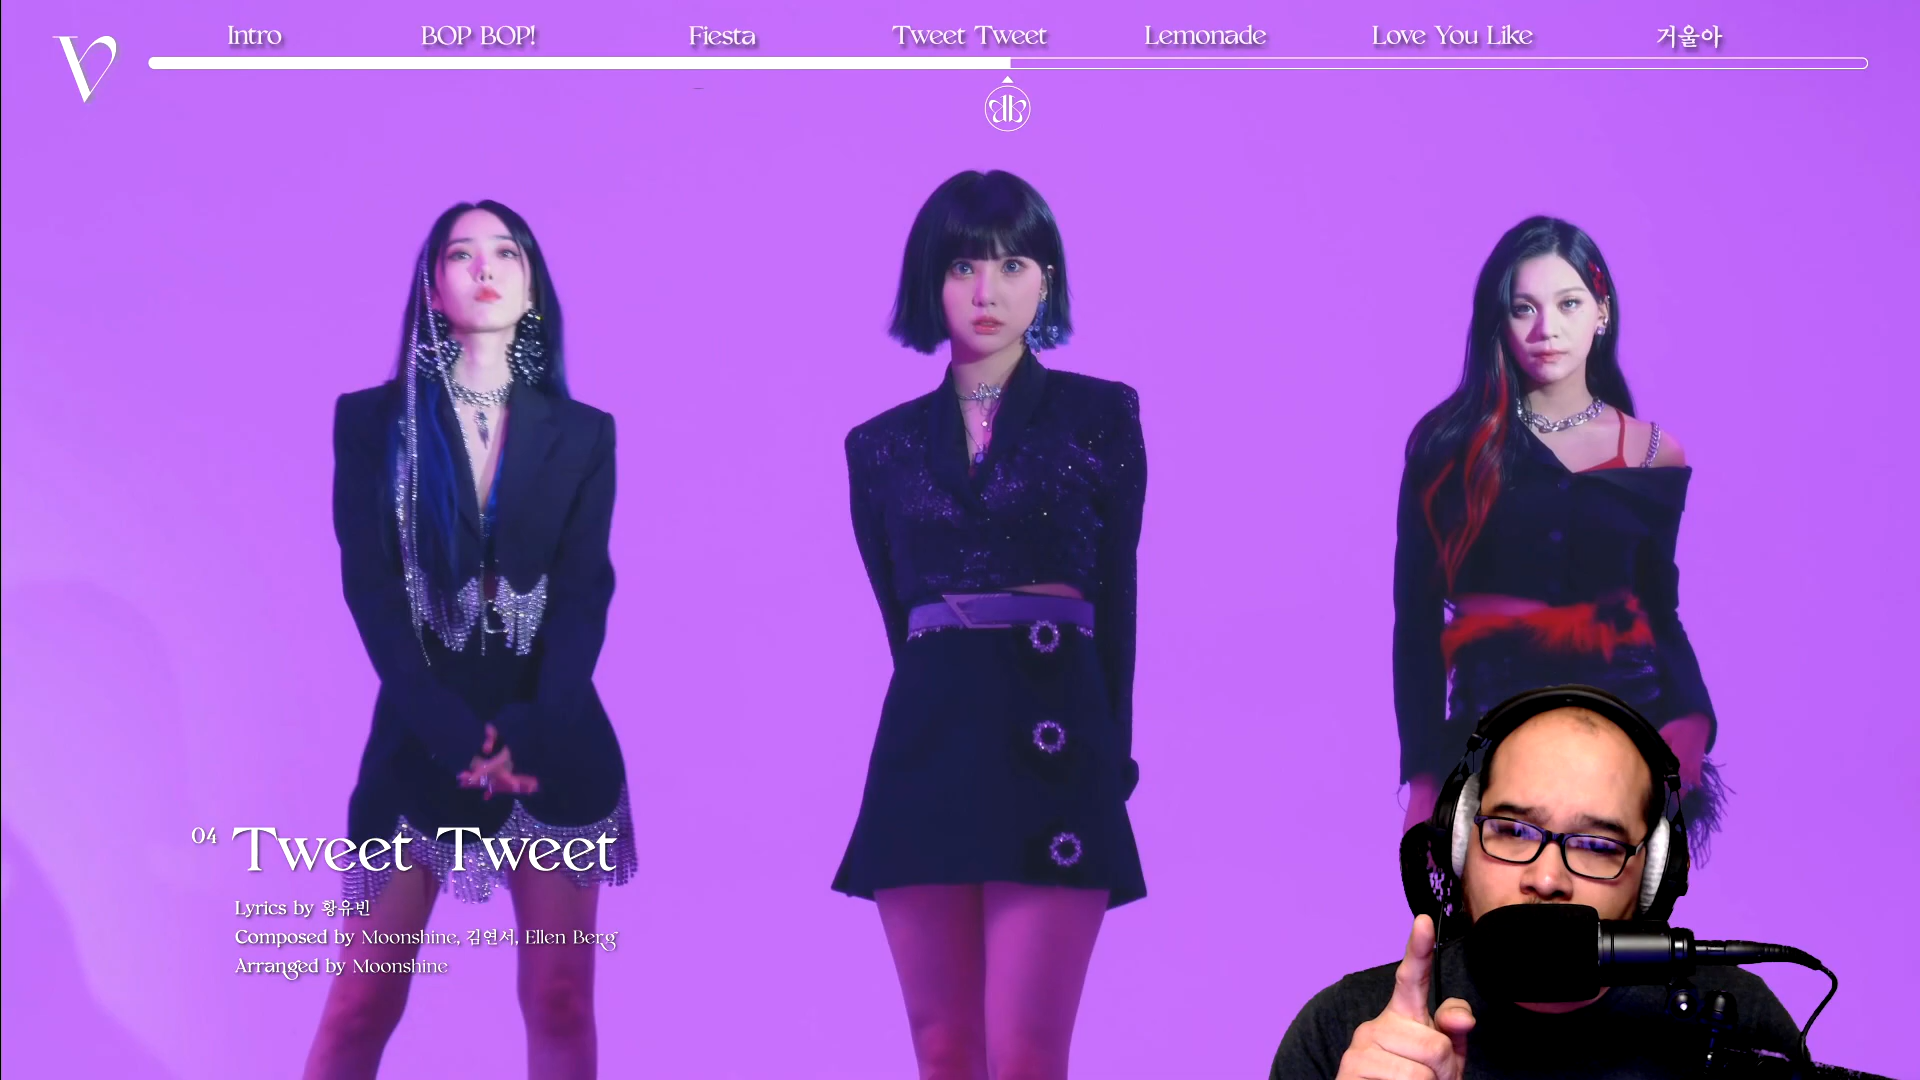 V
Intro
BOP BOP!
Fiesta
Tweet Tweet
Lemonade
Love You Like
거울아
04 Tweet Tweet
Lyrics by 황유빈
Composed by Moonshine, 김연서, Ellen Berg
Arranged by Moonshine